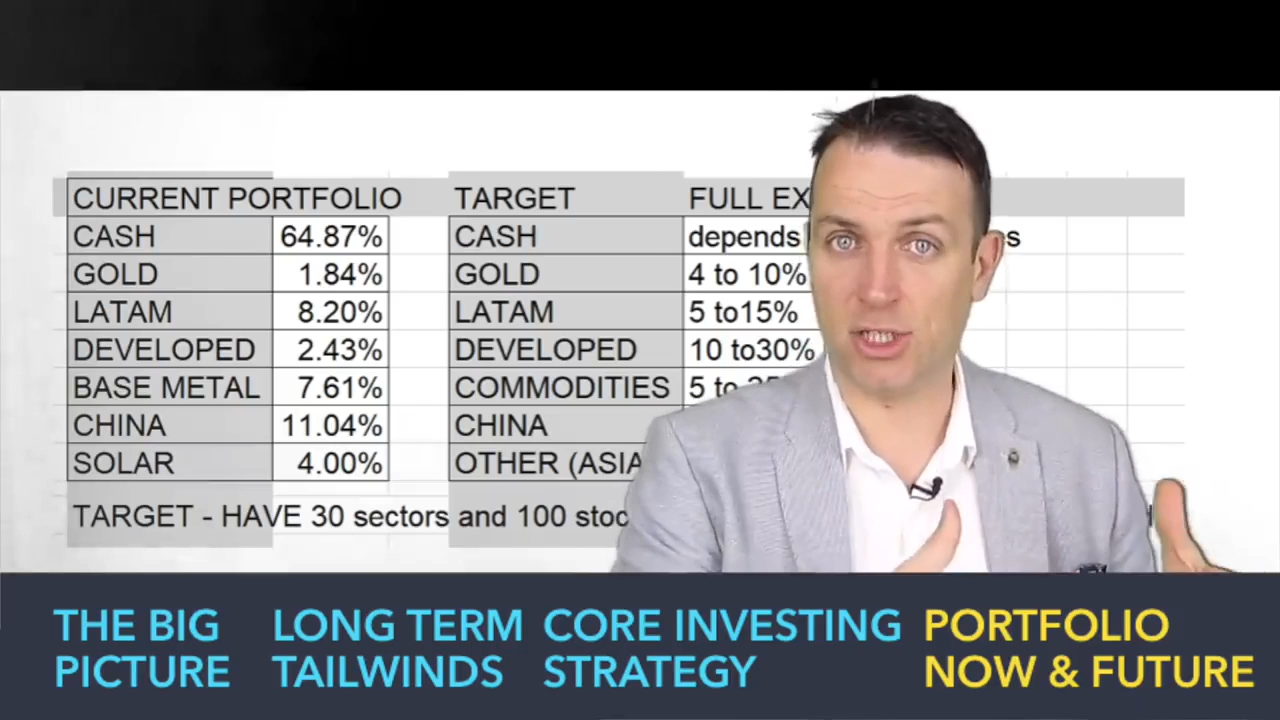 CURRENT PORTFOLIO TARGET FULL
CASH 64.87% CASH depends
GOLD 1.84% GOLD 4 to 10%
LATAM 8.20% LATAM 5 to15%
DEVELOPED 2.43% DEVELOPED 10 to30%
BASE METAL 7.61% COMMODITIES 5 to
CHINA 11.04% CHINA
SOLAR 4.00% OTHER (ASIA
TARGET - HAVE 30 sectors and 100
THE BIG PICTURE
LONG TERM TAILWINDS
CORE INVESTING STRATEGY
PORTFOLIO NOW & FUTURE